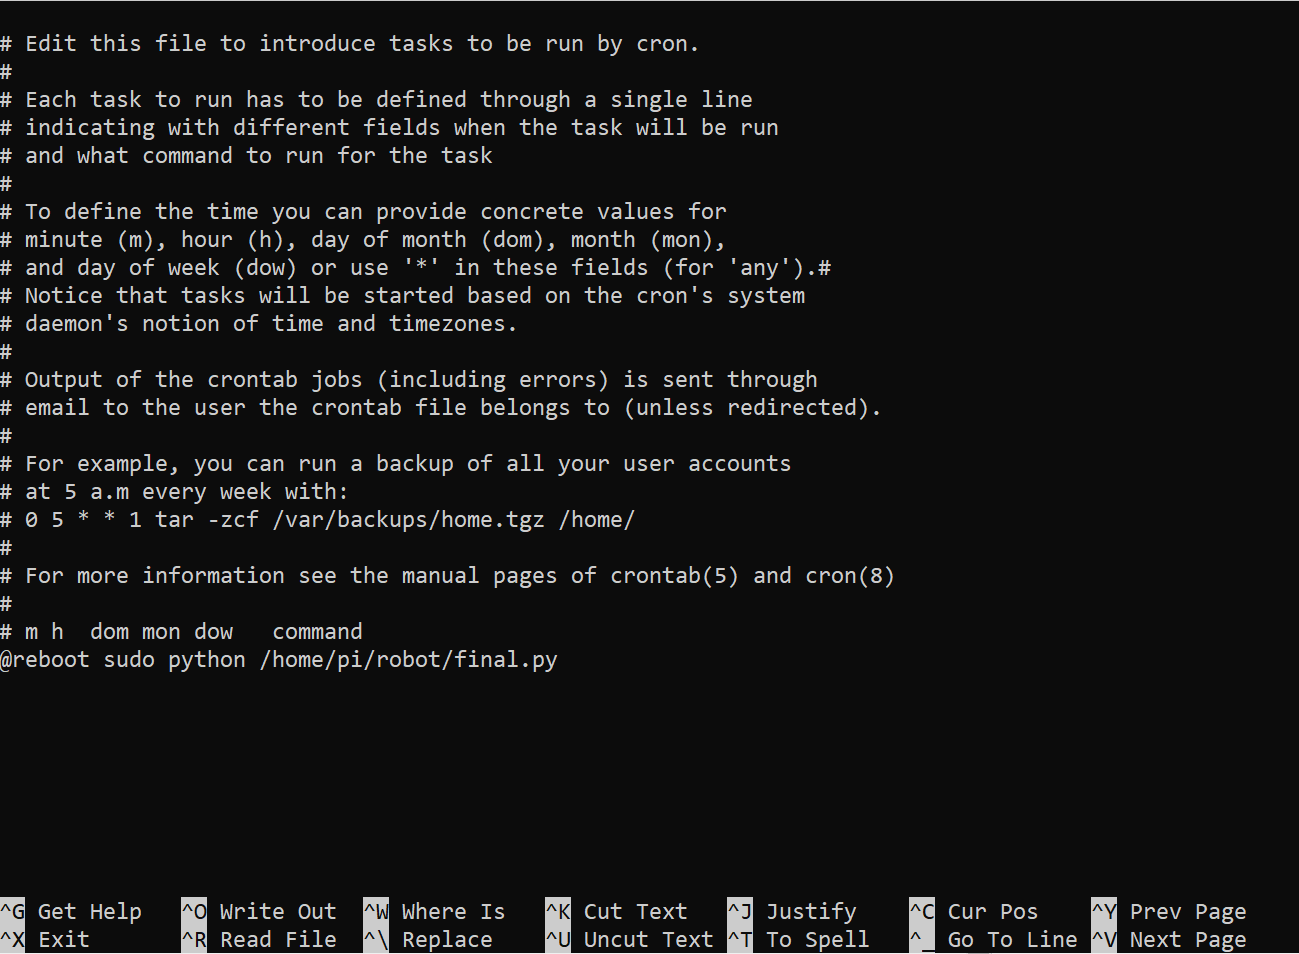 # Edit this file to introduce tasks to be run by cron.
#
# Each task to run has to be defined through a single line
# indicating with different fields when the task will be run
# and what command to run for the task
#
# To define the time you can provide concrete values for
# minute (m), hour (h), day of month (dom), month (mon),
# and day of week (dow) or use '*' in these fields (for 'any').#
# Notice that tasks will be started based on the cron's system
# daemon's notion of time and timezones.
#
# Output of the crontab jobs (including errors) is sent through
# email to the user the crontab file belongs to (unless redirected).
#
# For example, you can run a backup of all your user accounts
# at 5 a.m every week with:
# 0 5 * * 1 tar -zcf /var/backups/home.tgz /home/
#
# For more information see the manual pages of crontab(5) and cron(8)
#
# m h  dom mon dow   command
@reboot sudo python /home/pi/robot/final.py
^G Get Help   ^O Write Out  ^W Where Is   ^K Cut Text   ^J Justify    ^C Cur Pos    ^Y Prev Page
^X Exit       ^R Read File  ^\ Replace    ^U Uncut Text ^T To Spell   ^_ Go To Line ^V Next Page